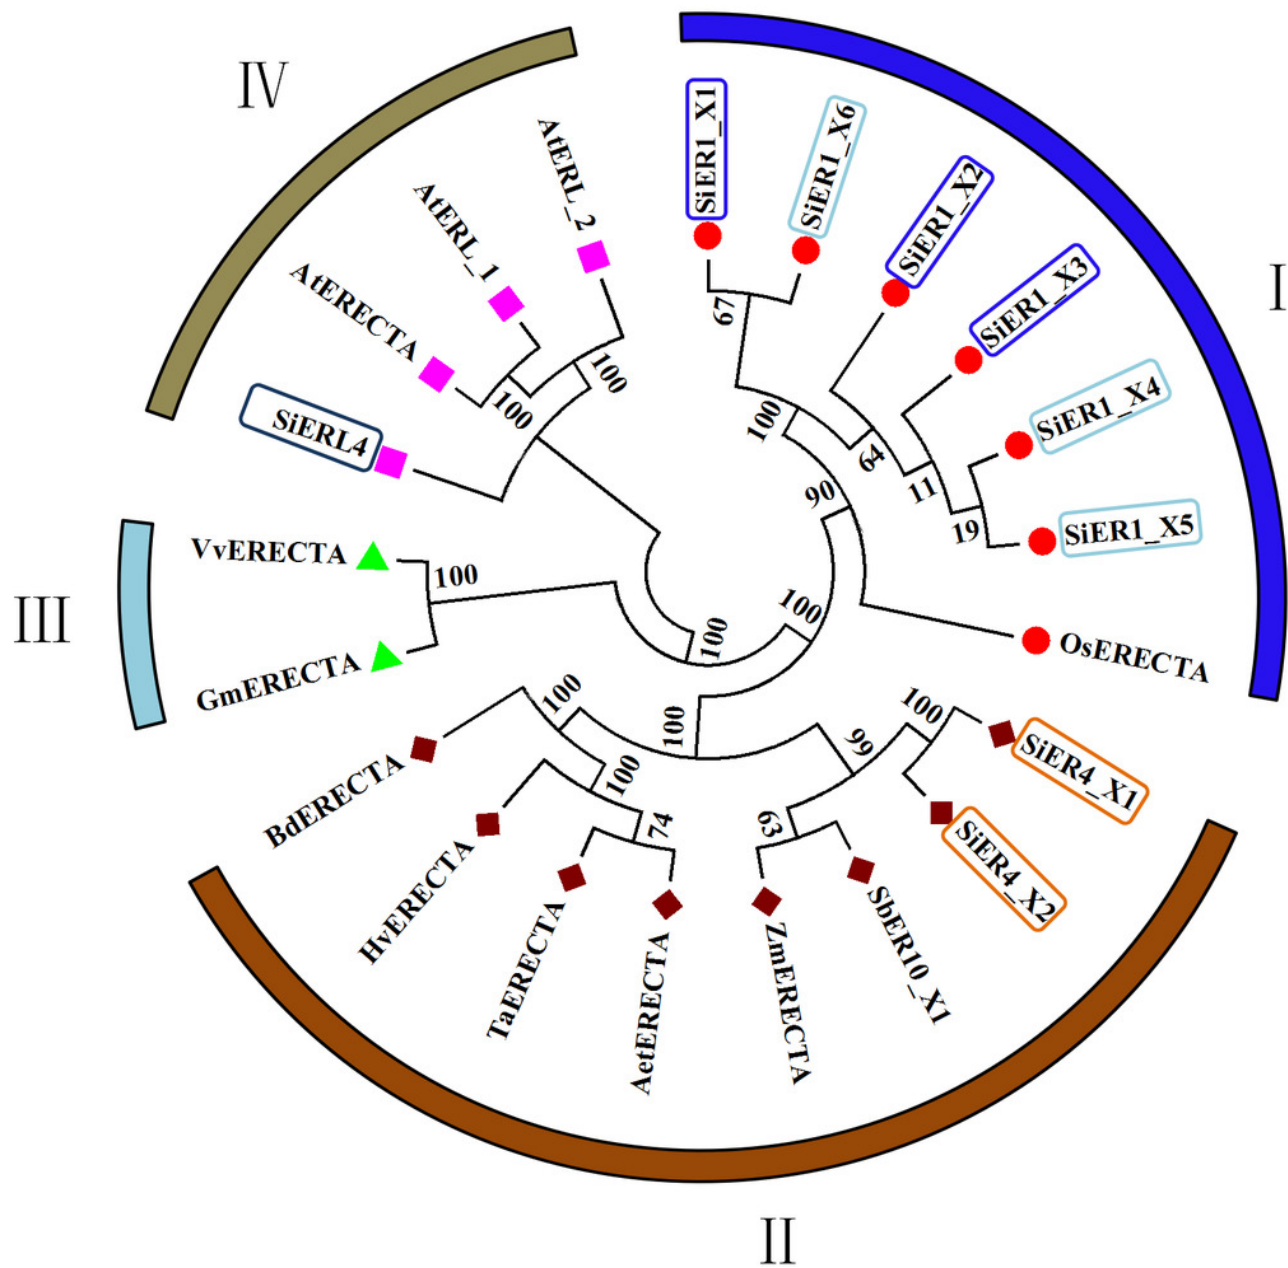 IV
I
III
II
SiER1_X1
SiER1_X6
SiER1_X2
SiER1_X3
SiER1_X4
SiER1_X5
OsERECTA
SiER4_X1
SiER4_X2
SbER10_X1
ZmERECTA
AetERECTA
TaERECTA
HvERECTA
BdERECTA
GmERECTA
VvERECTA
SiERL4
AtERECTA
AtERL_1
AtERL_2
67
100
64
11
19
90
100
100
100
100
99
63
100
100
74
100
100
100